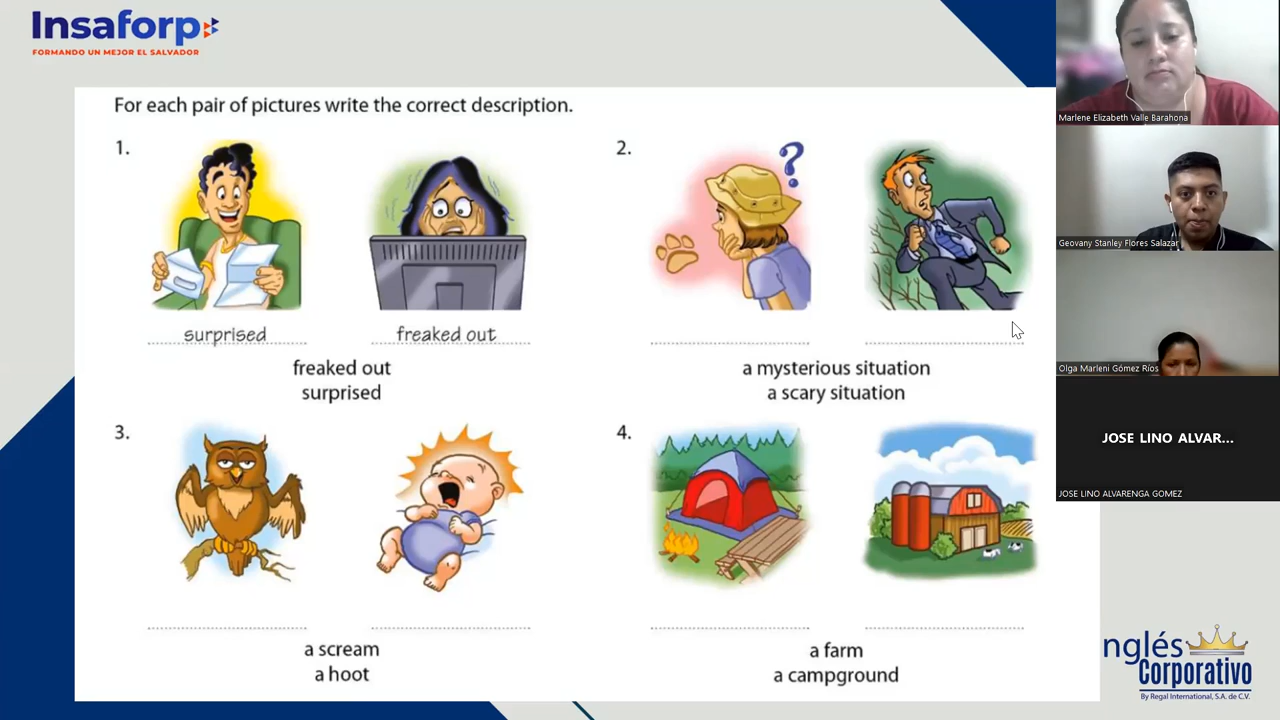 Insaforp
FORMANDO UN MEJOR EL SALVADOR
For each pair of pictures write the correct description.
1.
surprised
freaked out
freaked out
surprised
2.
?
a mysterious situation
a scary situation
3.
a scream
a hoot
4.
a farm
a campground
Marlene Elizabeth Valle Barahona
Geovany Stanley Flores Salazar
Olga Marleni Gómez Ríos
JOSE LINO ALVAR...
JOSE LINO ALVARENGA GOMEZ
nglés
Corporativo
By Regal International, S.A. de C.V.